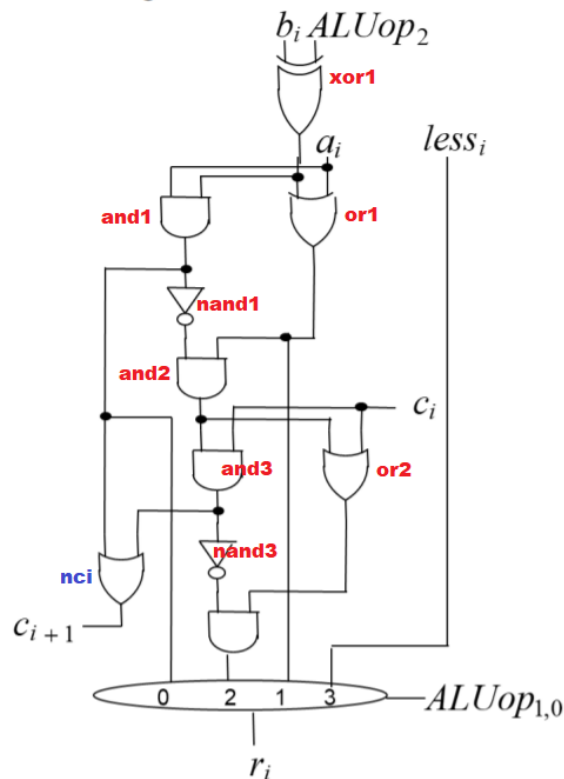 b_i ALUop_2
xor1
a_i
less_i
and1
or1
nand1
and2
c_i
and3
or2
nand3
nci
c_{i+1}
0 2 1 3
ALUop_{1,0}
r_i